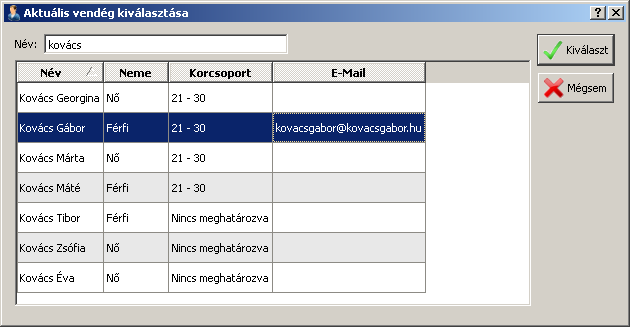 Aktuális vendég kiválasztása
Név: kovács
Kiválaszt
Mégsem
Név Neme Korcsoport E-Mail
Kovács Georgina Nő 21 - 30
Kovács Gábor Férfi 21 - 30 kovacsgabor@kovacsgabor.hu
Kovács Márta Nő 21 - 30
Kovács Máté Férfi 21 - 30
Kovács Tibor Férfi Nincs meghatározva
Kovács Zsófia Nő Nincs meghatározva
Kovács Éva Nő Nincs meghatározva